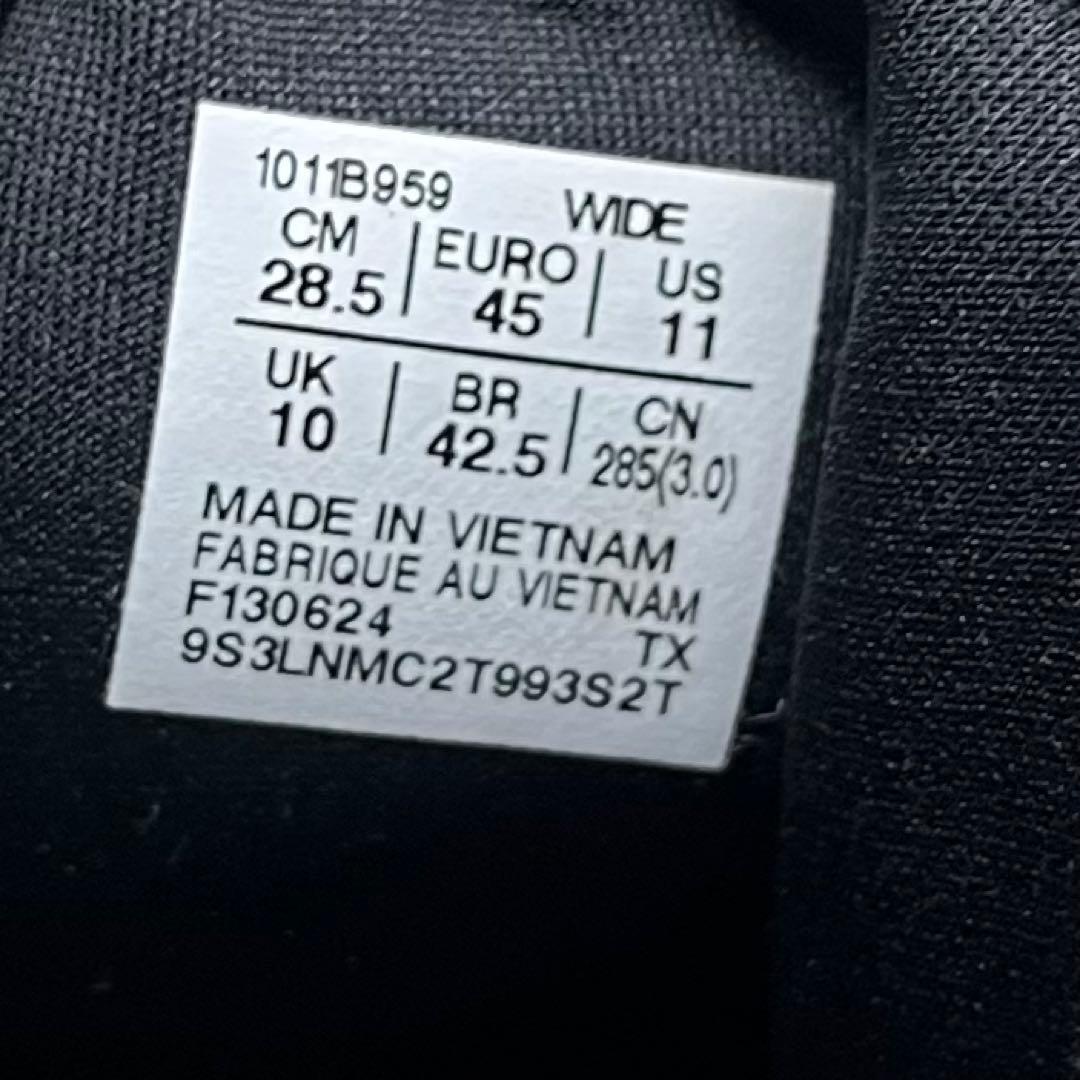 1011B959 WIDE
CM | EURO | US
28.5 | 45 | 11
UK | BR | CN
10 | 42.5 | 285(3.0)
MADE IN VIETNAM
FABRIQUE AU VIETNAM
F130624 TX
9S3LNMC2T993S2T